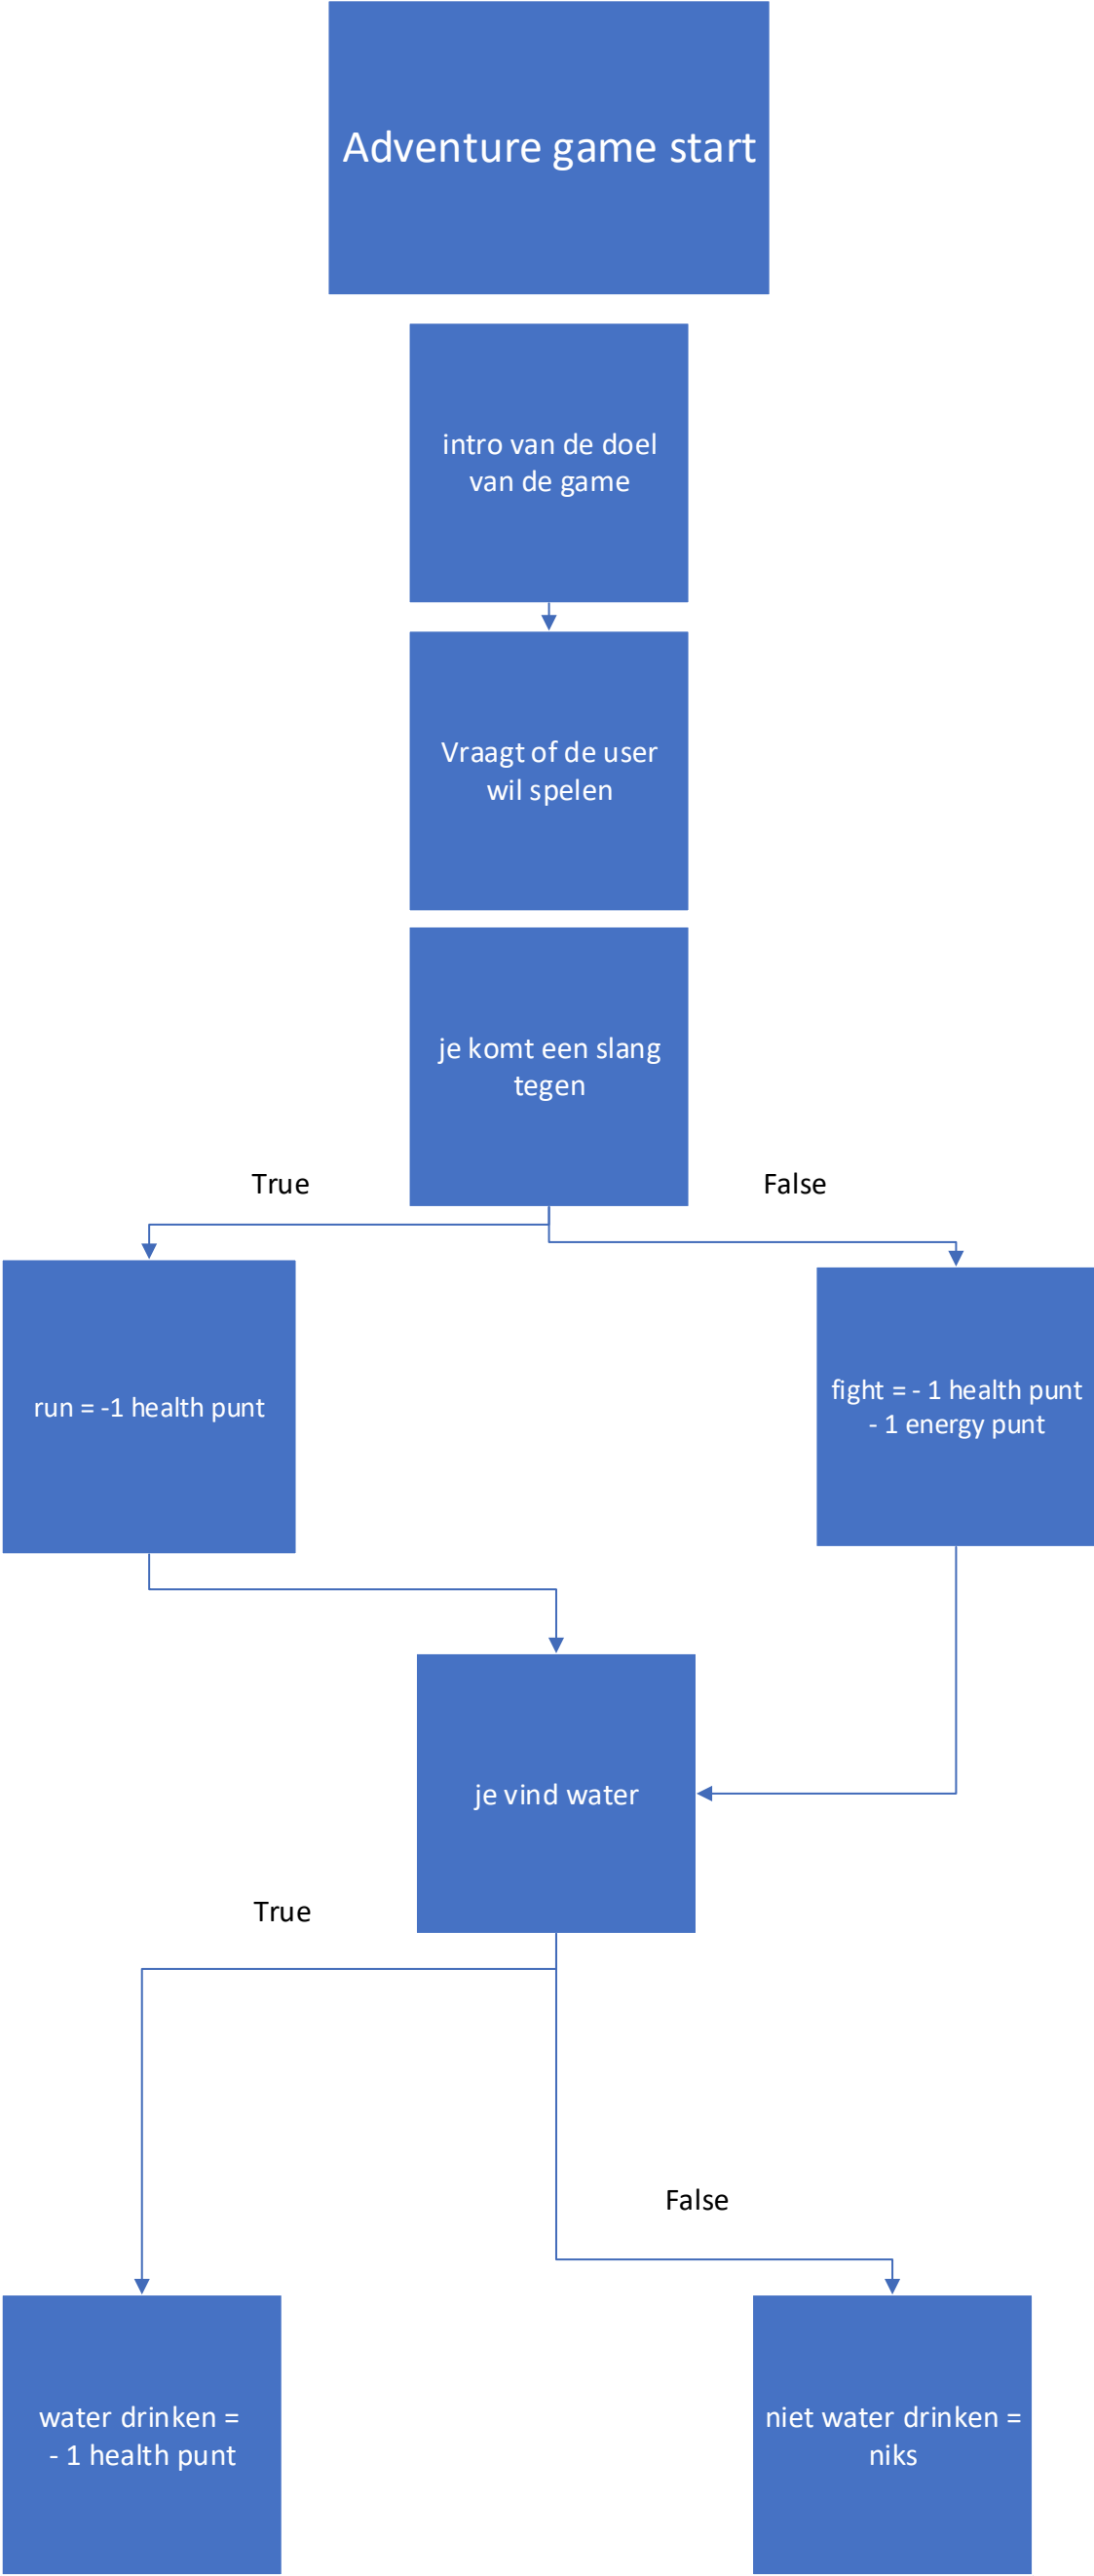 Adventure game start
intro van de doel
van de game
Vraagt of de user
wil spelen
je komt een slang
tegen
True
False
run = -1 health punt
fight = - 1 health punt
- 1 energy punt
je vind water
True
False
water drinken =
- 1 health punt
niet water drinken =
niks